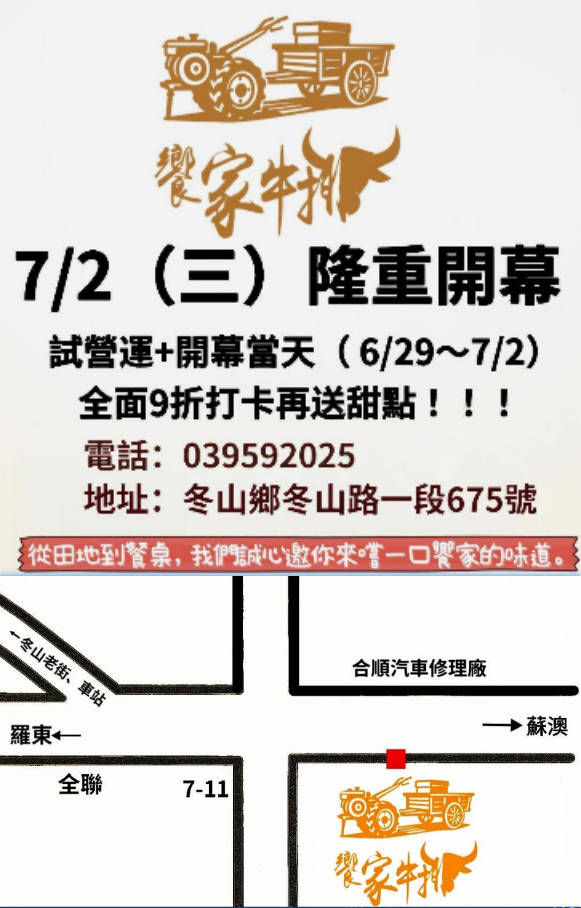 饗家牛排
7/2（三）隆重開幕
試營運+開幕當天（6/29～7/2）
全面9折打卡再送甜點！！！
電話：039592025
地址：冬山鄉冬山路一段675號
從田地到餐桌，我們誠心邀你來嚐一口饗家的味道。
←冬山老街、車站
合順汽車修理廠
羅東←
→蘇澳
全聯
7-11
饗家牛排